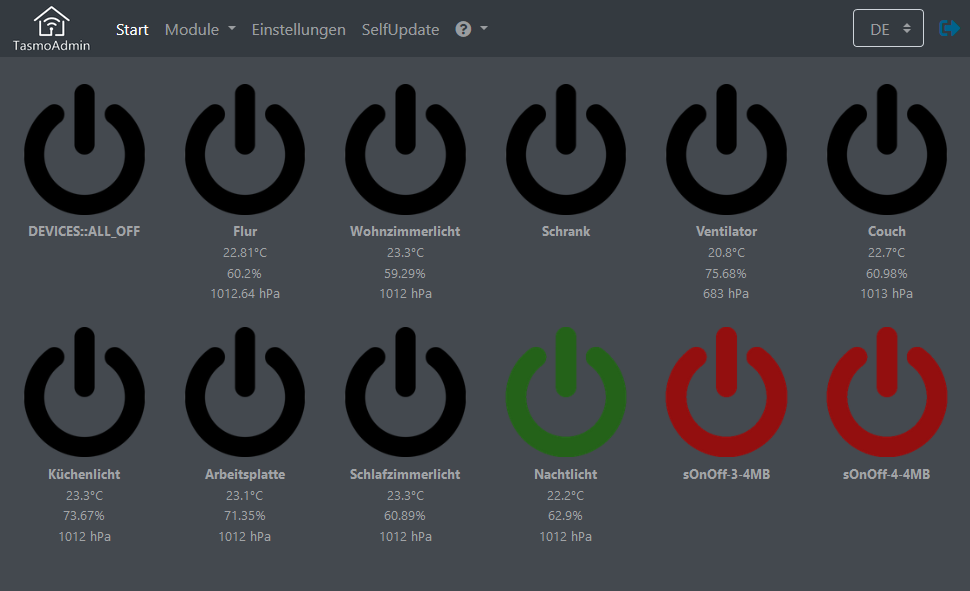 TasmoAdmin
Start Module Einstellungen SelfUpdate ? DE
DEVICES::ALL_OFF
Flur
22.81°C
60.2%
1012.64 hPa
Wohnzimmerlicht
23.3°C
59.29%
1012 hPa
Schrank
Ventilator
20.8°C
75.68%
683 hPa
Couch
22.7°C
60.98%
1013 hPa
Küchenlicht
23.3°C
73.67%
1012 hPa
Arbeitsplatte
23.1°C
71.35%
1012 hPa
Schlafzimmerlicht
23.3°C
60.89%
1012 hPa
Nachtlicht
22.2°C
62.9%
1012 hPa
sOnOff-3-4MB
sOnOff-4-4MB